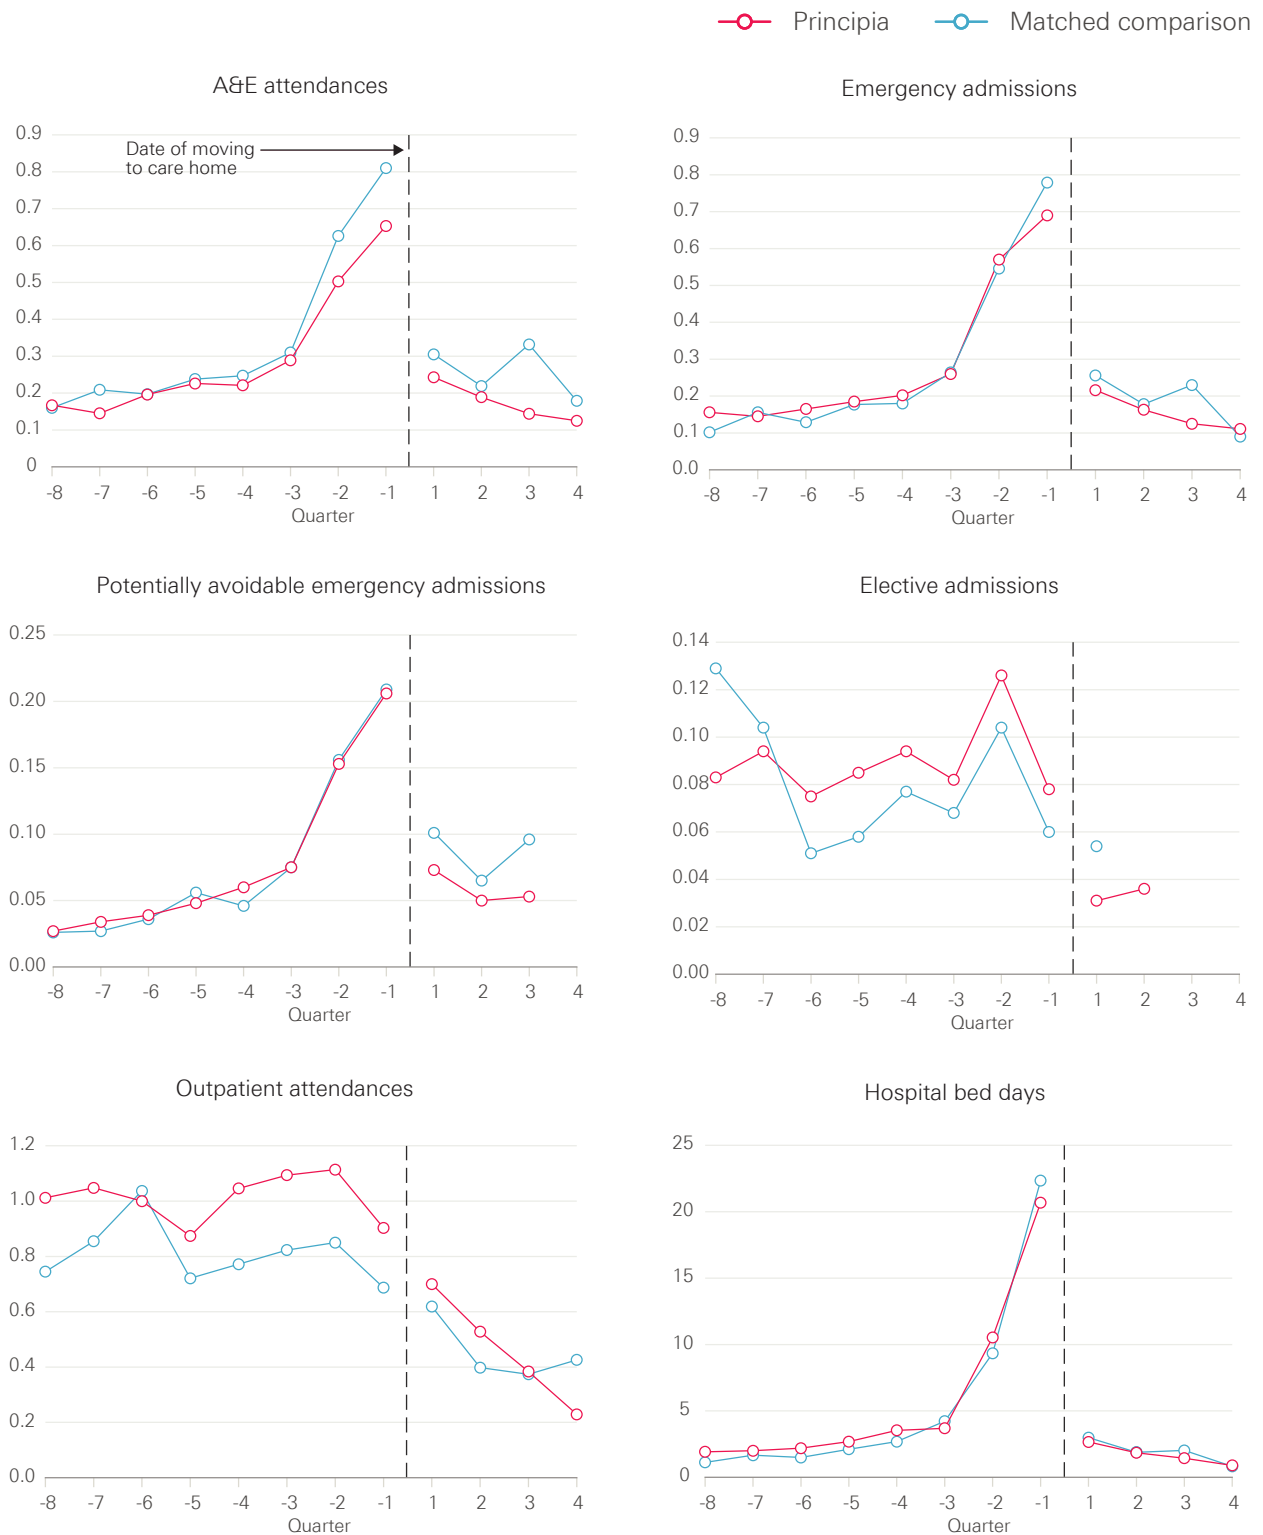 Principia Matched comparison
A&E attendances
0.9
0.8
0.7
0.6
0.5
0.4
0.3
0.2
0.1
0
Date of moving
to care home
-8 -7 -6 -5 -4 -3 -2 -1 1 2 3 4
Quarter
Emergency admissions
0.9
0.8
0.7
0.6
0.5
0.4
0.3
0.2
0.1
0.0
-8 -7 -6 -5 -4 -3 -2 -1 1 2 3 4
Quarter
Potentially avoidable emergency admissions
0.25
0.20
0.15
0.10
0.05
0.00
-8 -7 -6 -5 -4 -3 -2 -1 1 2 3 4
Quarter
Elective admissions
0.14
0.12
0.10
0.08
0.06
0.04
0.02
0.00
-8 -7 -6 -5 -4 -3 -2 -1 1 2 3 4
Quarter
Outpatient attendances
1.2
1.0
0.8
0.6
0.4
0.2
0.0
-8 -7 -6 -5 -4 -3 -2 -1 1 2 3 4
Quarter
Hospital bed days
25
20
15
10
5
0
-8 -7 -6 -5 -4 -3 -2 -1 1 2 3 4
Quarter